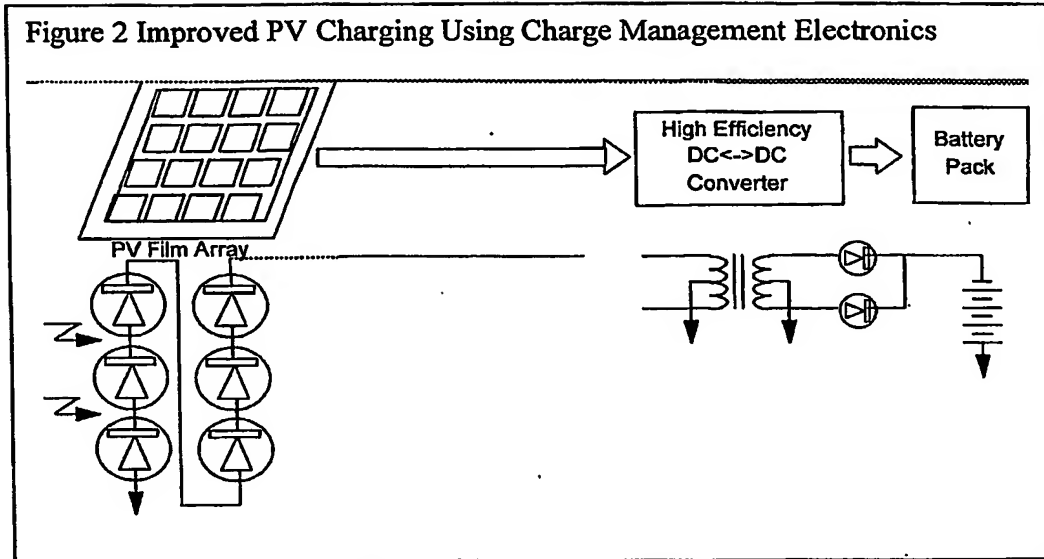 Figure 2 Improved PV Charging Using Charge Management Electronics
High Efficiency
DC<->DC
Converter
Battery
Pack
PV Film Array